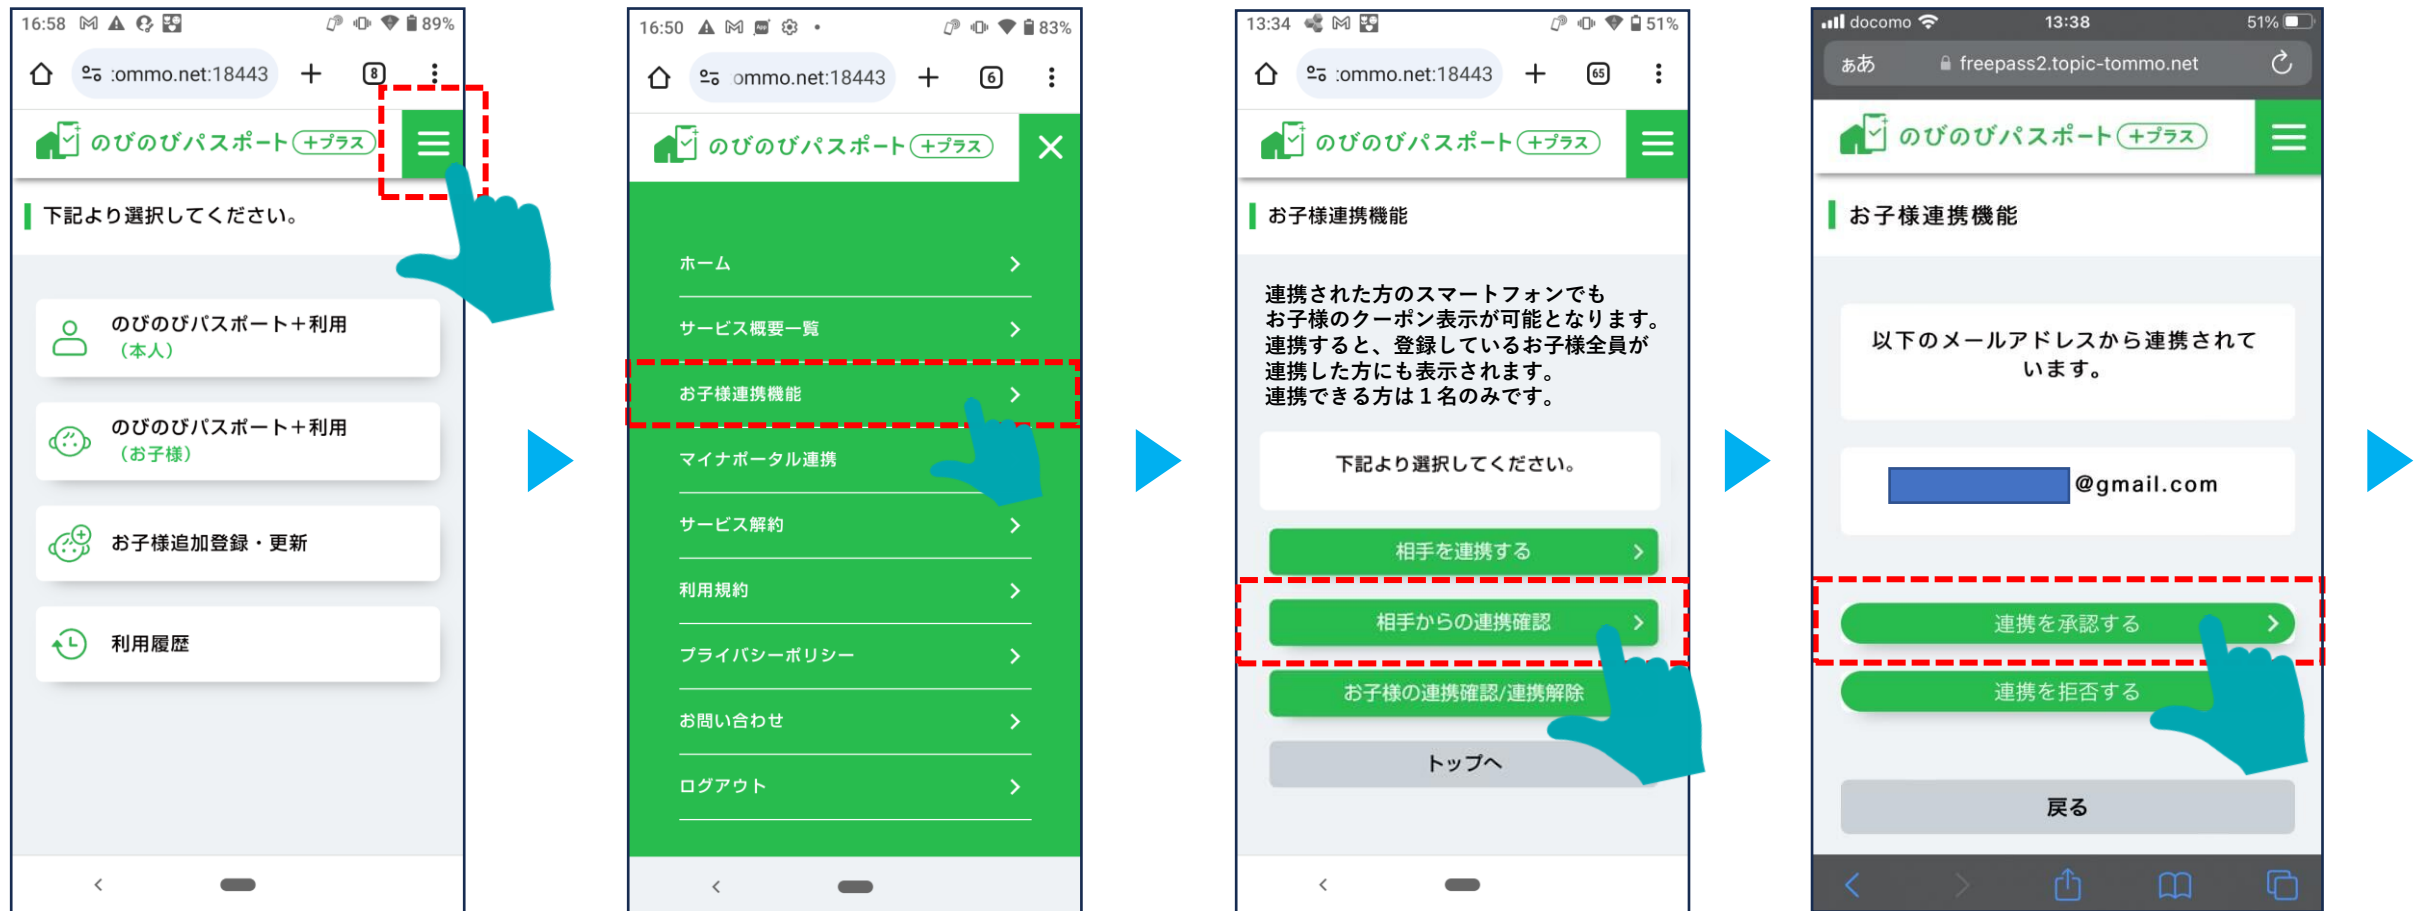 16:58
89%
:ommo.net:18443
8
のびのびパスポート +プラス
下記より選択してください。
のびのびパスポート＋利用
（本人）
のびのびパスポート＋利用
（お子様）
お子様追加登録・更新
利用履歴
16:50
83%
ommo.net:18443
6
のびのびパスポート +プラス
ホーム
サービス概要一覧
お子様連携機能
マイナポータル連携
サービス解約
利用規約
プライバシーポリシー
お問い合わせ
ログアウト
13:34
51%
:ommo.net:18443
65
のびのびパスポート +プラス
お子様連携機能
連携された方のスマートフォンでも
お子様のクーポン表示が可能となります。
連携すると、登録しているお子様全員が
連携した方にも表示されます。
連携できる方は１名のみです。
下記より選択してください。
相手を連携する
相手からの連携確認
お子様の連携確認/連携解除
トップへ
docomo
13:38
51%
ああ
freepass2.topic-tommo.net
のびのびパスポート +プラス
お子様連携機能
以下のメールアドレスから連携されて
います。
@gmail.com
連携を承認する
連携を拒否する
戻る